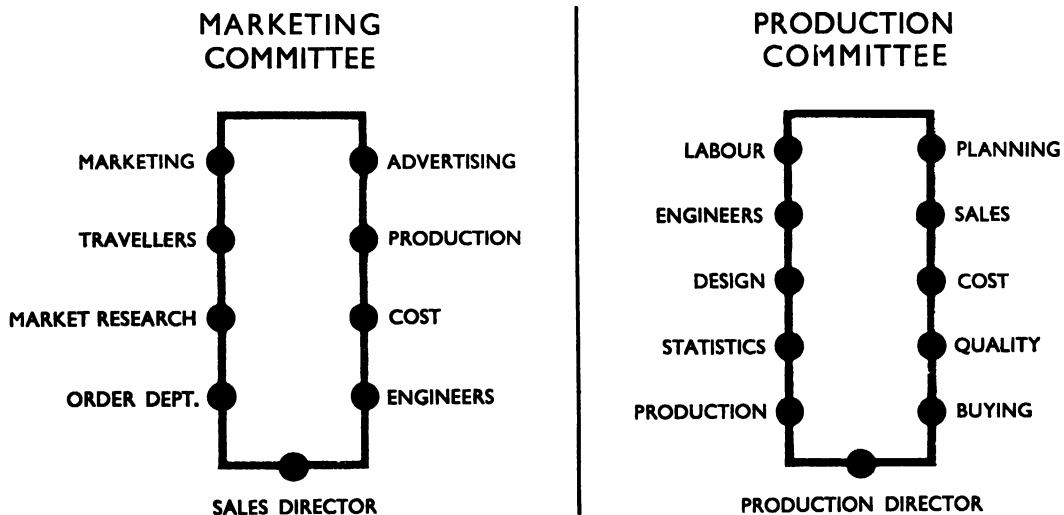 MARKETING
COMMITTEE
MARKETING
ADVERTISING
TRAVELLERS
PRODUCTION
MARKET RESEARCH
COST
ORDER DEPT.
ENGINEERS
SALES DIRECTOR
PRODUCTION
COMMITTEE
LABOUR
PLANNING
ENGINEERS
SALES
DESIGN
COST
STATISTICS
QUALITY
PRODUCTION
BUYING
PRODUCTION DIRECTOR